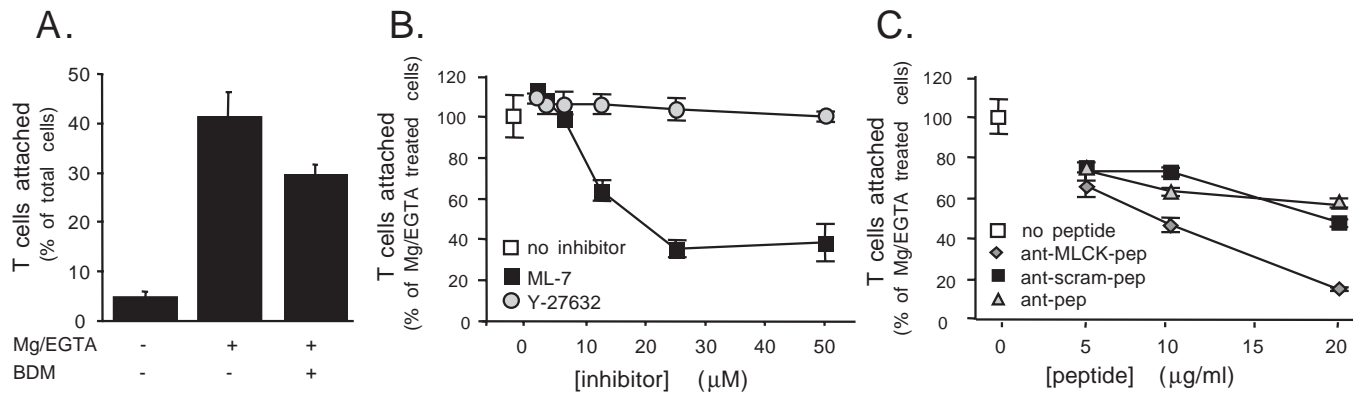 A.
T cells attached
(% of total cells)
50
40
30
20
10
0
Mg/EGTA - + +
BDM - - +
B.
T cells attached
(% of Mg/EGTA treated cells)
120
100
80
60
40
20
0
no inhibitor
ML-7
Y-27632
0 10 20 30 40 50
[inhibitor] (μM)
C.
T cells attached
(% of Mg/EGTA treated cells)
120
100
80
60
40
20
0
no peptide
ant-MLCK-pep
ant-scram-pep
ant-pep
0 5 10 15 20
[peptide] (μg/ml)